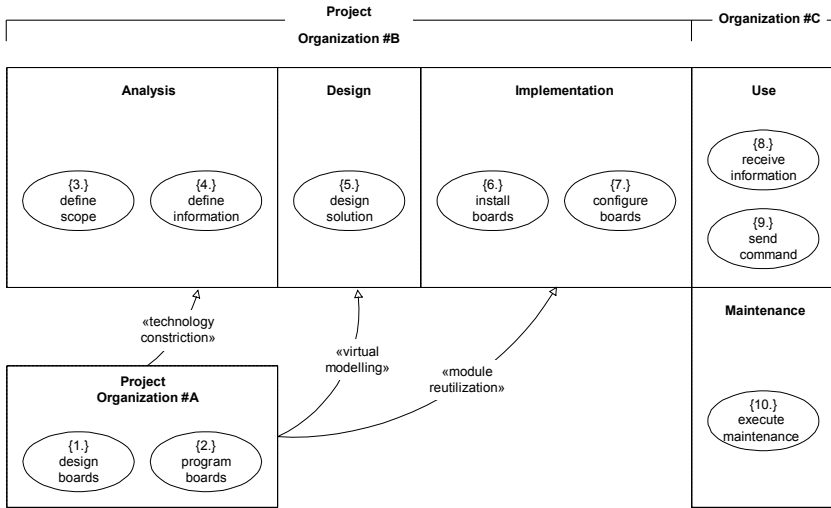 Project
Organization #B
Organization #C
Analysis
Design
Implementation
Use
{3.}
define
scope
{4.}
define
information
{5.}
design
solution
{6.}
install
boards
{7.}
configure
boards
{8.}
receive
information
{9.}
send
command
«technology
constriction»
«virtual
modelling»
«module
reutilization»
Maintenance
{10.}
execute
maintenance
Project
Organization #A
{1.}
design
boards
{2.}
program
boards